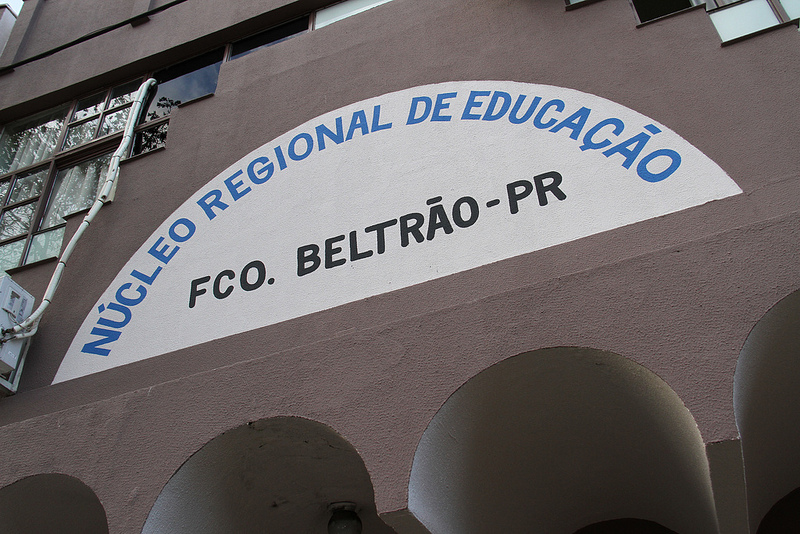 NÚCLEO REGIONAL DE EDUCAÇÃO
FCO. BELTRÃO-PR